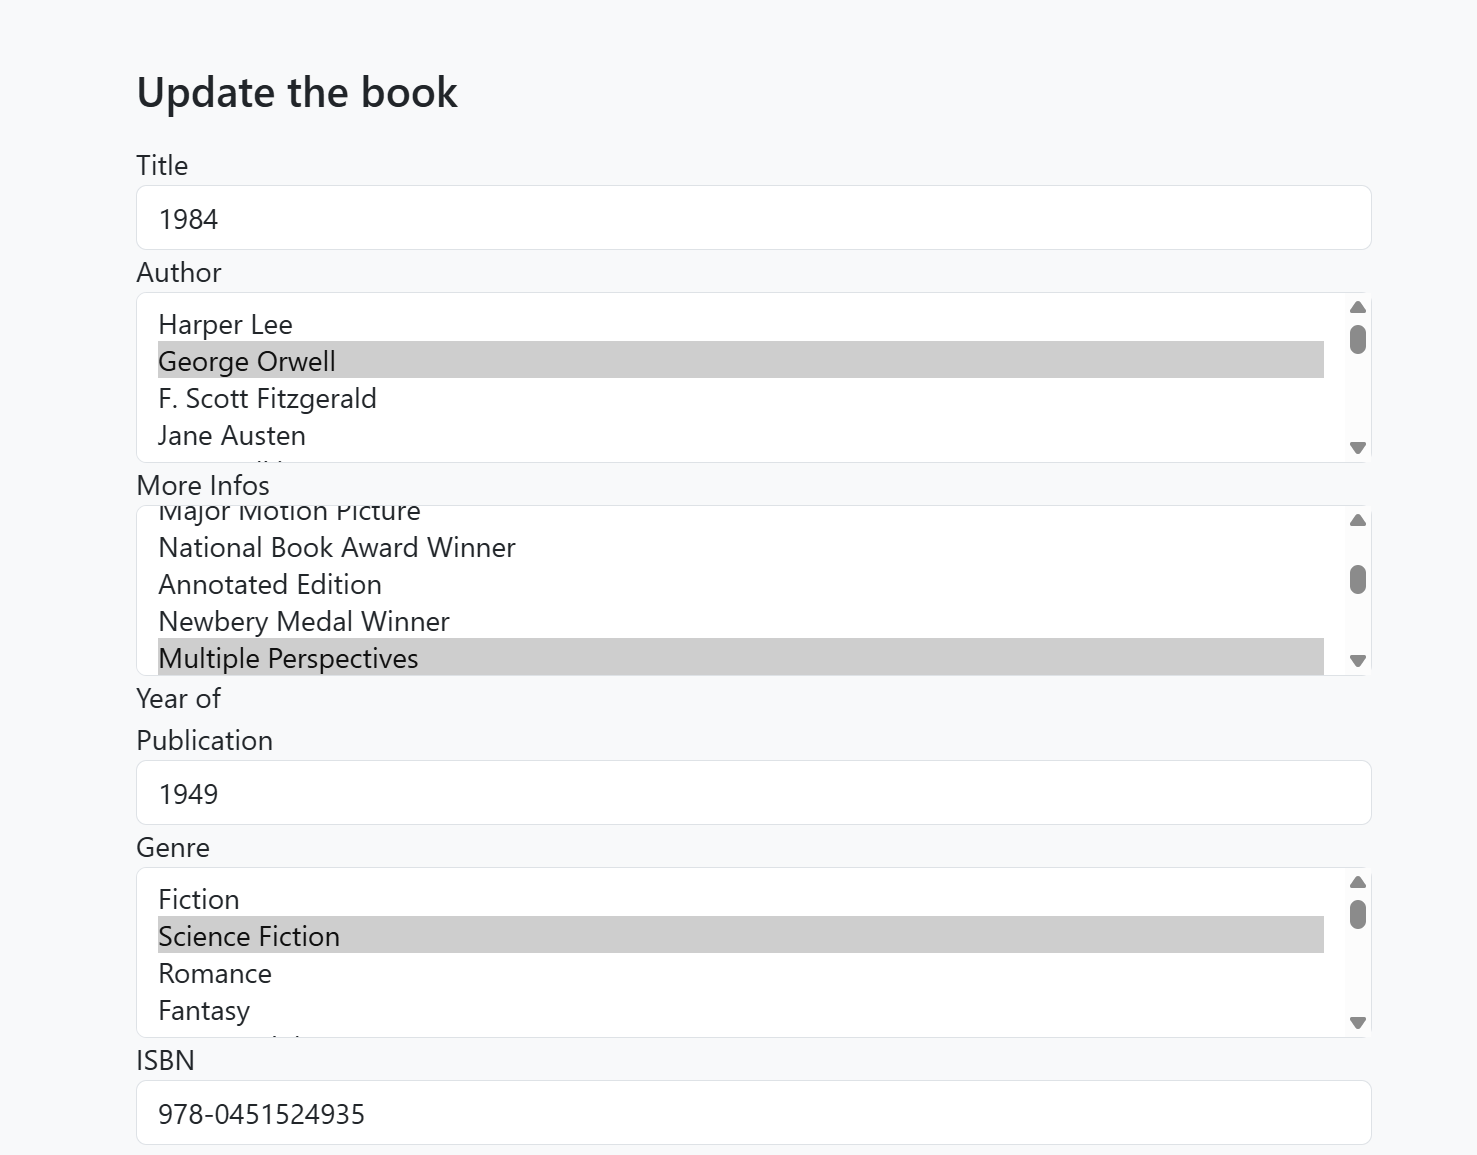 Update the book
Title
1984
Author
Harper Lee
George Orwell
F. Scott Fitzgerald
Jane Austen
More Infos
Major Motion Picture
National Book Award Winner
Annotated Edition
Newbery Medal Winner
Multiple Perspectives
Year of
Publication
1949
Genre
Fiction
Science Fiction
Romance
Fantasy
ISBN
978-0451524935